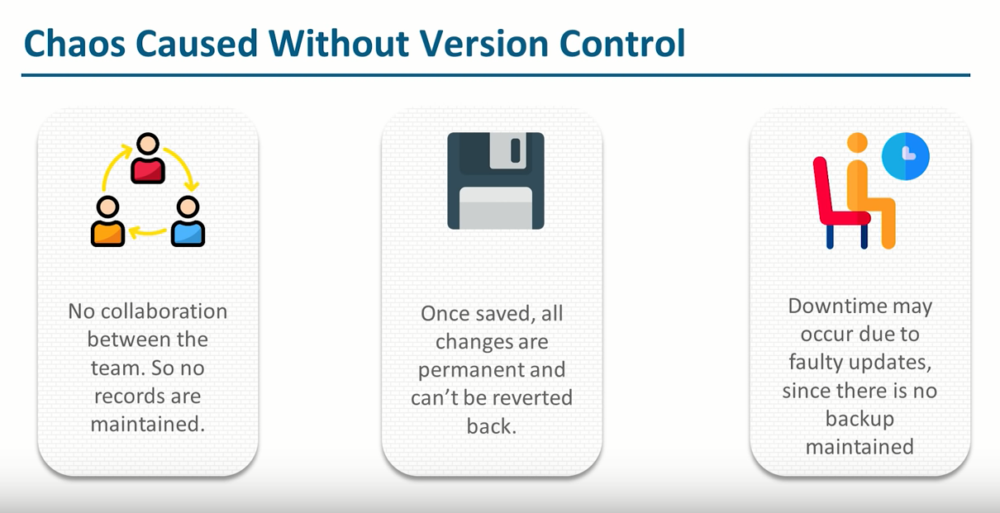 Chaos Caused Without Version Control
No collaboration
between the
team. So no
records are
maintained.
Once saved, all
changes are
permanent and
can’t be reverted
back.
Downtime may
occur due to
faulty updates,
since there is no
backup
maintained